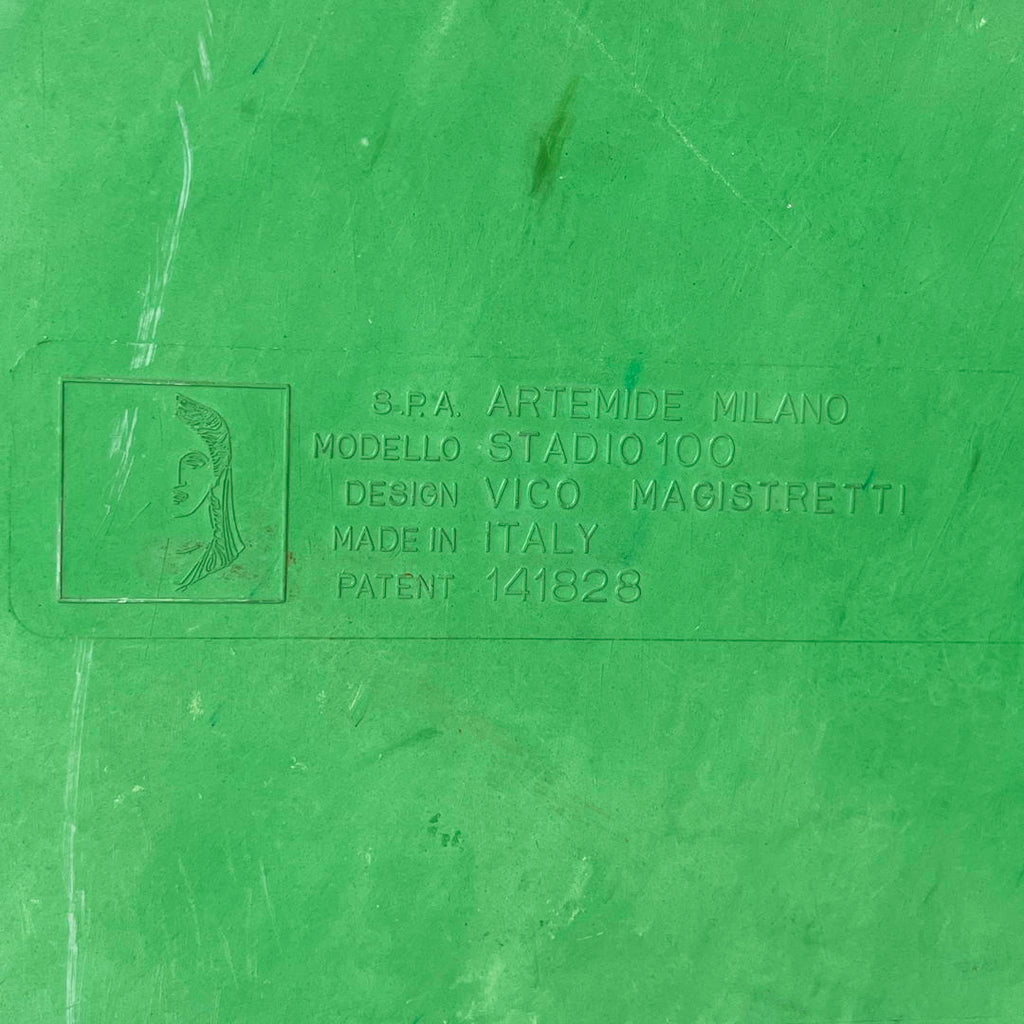 S.P.A. ARTEMIDE MILANO
MODELLO STADIO 100
DESIGN VICO MAGISTRETTI
MADE IN ITALY
PATENT 141828